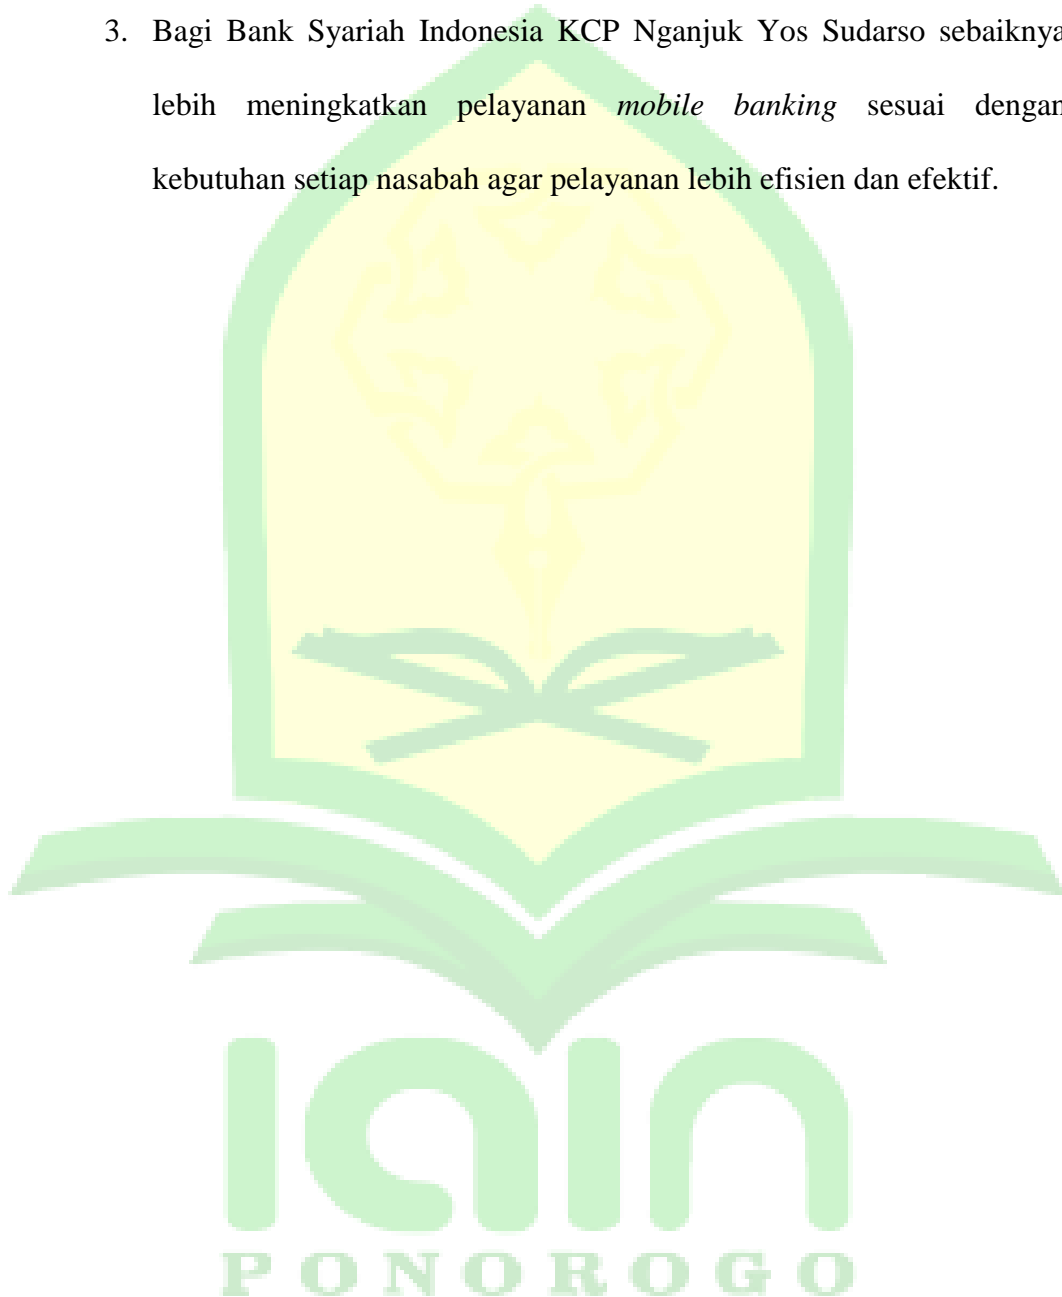 3. Bagi Bank Syariah Indonesia KCP Nganjuk Yos Sudarso sebaiknya
lebih meningkatkan pelayanan mobile banking sesuai dengan
kebutuhan setiap nasabah agar pelayanan lebih efisien dan efektif.
IAIN
PONOROGO